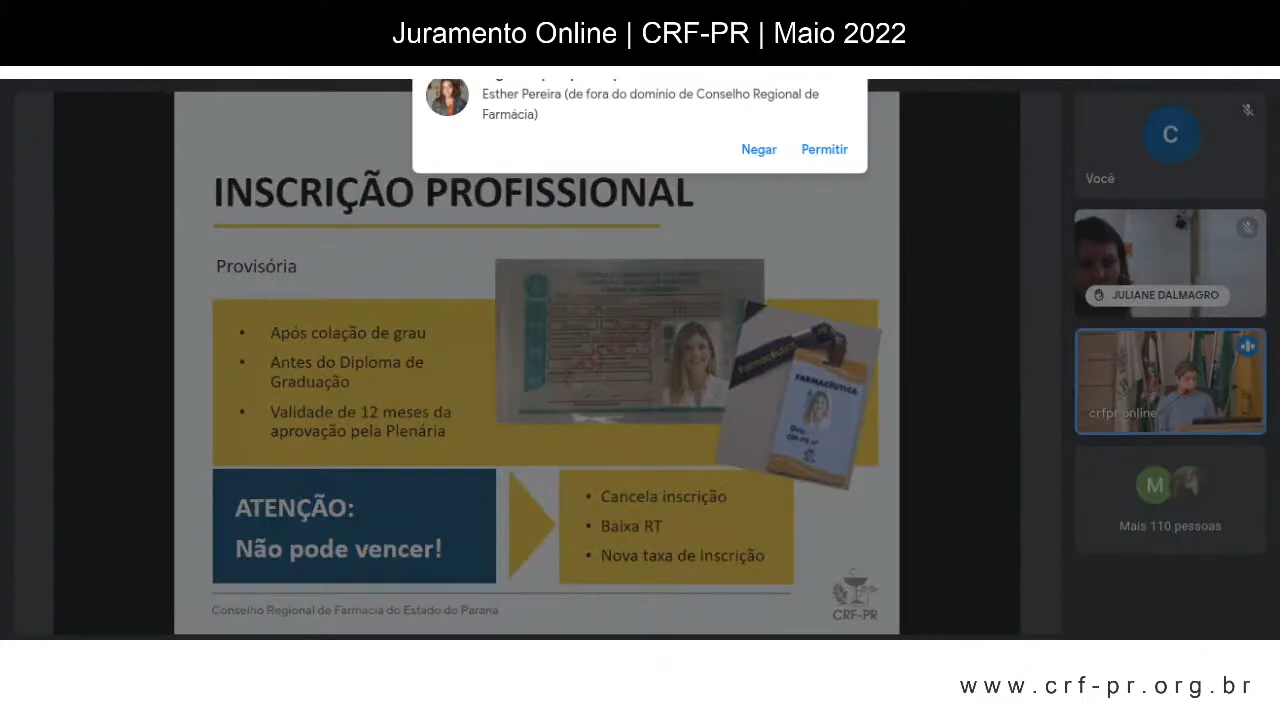 Juramento Online | CRF-PR | Maio 2022
Esther Pereira (de fora do domínio de Conselho Regional de
Farmácia)
Negar
Permitir
INSCRIÇÃO PROFISSIONAL
Provisória
• Após colação de grau
• Antes do Diploma de
Graduação
• Validade de 12 meses da
aprovação pela Plenária
FARMACÊUTICA
CRF-PR
ATENÇÃO:
Não pode vencer!
• Cancela inscrição
• Baixa RT
• Nova taxa de Inscrição
Conselho Regional de Farmacia do Estado do Parana
CRF-PR
C
Você
JULIANE DALMAGRO
crfpr online
M
Mais 110 pessoas
www.crf-pr.org.br